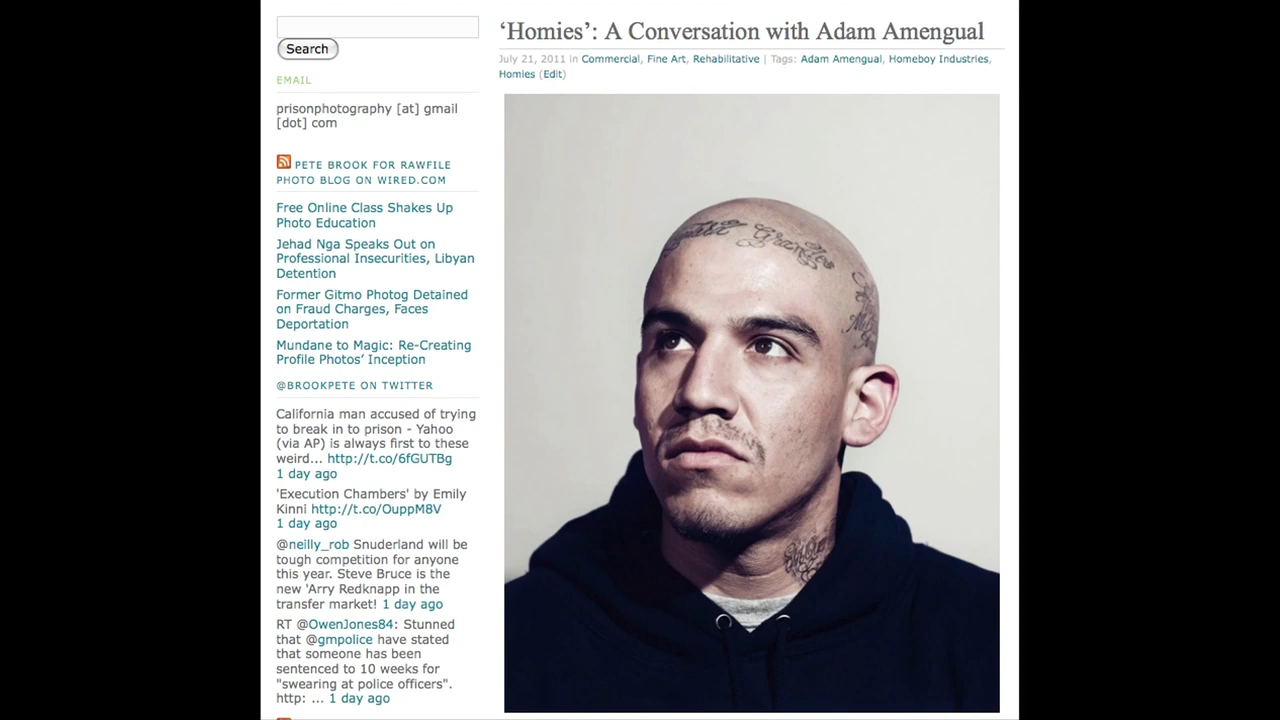 Search
EMAIL
prisonphotography [at] gmail
[dot] com
PETE BROOK FOR RAWFILE
PHOTO BLOG ON WIRED.COM
Free Online Class Shakes Up
Photo Education
Jehad Nga Speaks Out on
Professional Insecurities, Libyan
Detention
Former Gitmo Photog Detained
on Fraud Charges, Faces
Deportation
Mundane to Magic: Re-Creating
Profile Photos’ Inception
@BROOKPETE ON TWITTER
California man accused of trying
to break in to prison - Yahoo
(via AP) is always first to these
weird... http://t.co/6fGUTBg
1 day ago
'Execution Chambers' by Emily
Kinni http://t.co/OuppM8V
1 day ago
@neilly_rob Snuderland will be
tough competition for anyone
this year. Steve Bruce is the
new 'Arry Redknapp in the
transfer market! 1 day ago
RT @OwenJones84: Stunned
that @gmpolice have stated
that someone has been
sentenced to 10 weeks for
"swearing at police officers".
http: ... 1 day ago
‘Homies’: A Conversation with Adam Amengual
July 21, 2011 in Commercial, Fine Art, Rehabilitative | Tags: Adam Amengual, Homeboy Industries,
Homies (Edit)